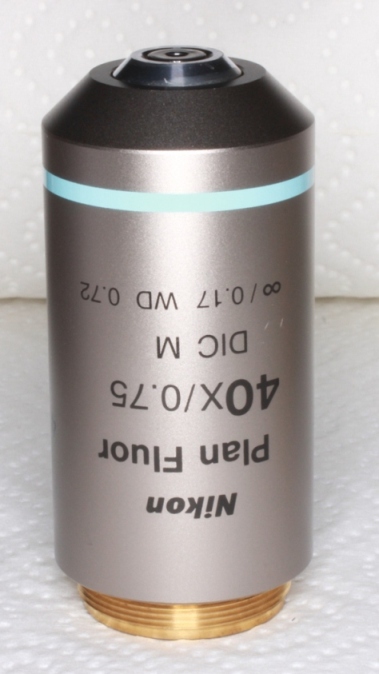 Nikon
Plan Fluor
40X/0.75
DIC M
∞/0.17 WD 0.72